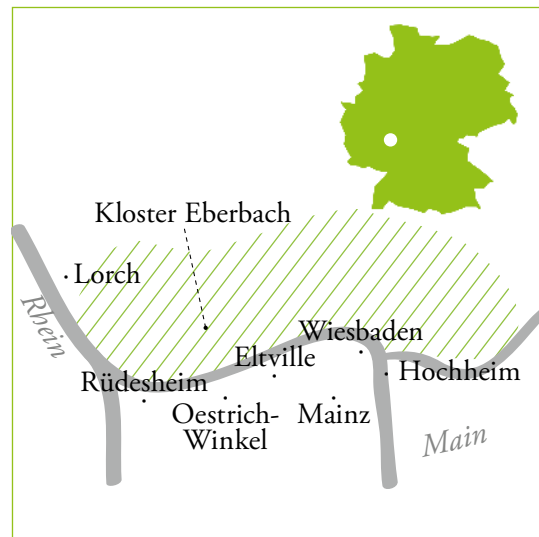 Kloster Eberbach
Lorch
Rhein
Wiesbaden
Eltville
Hochheim
Rüdesheim
Oestrich-
Winkel
Mainz
Main